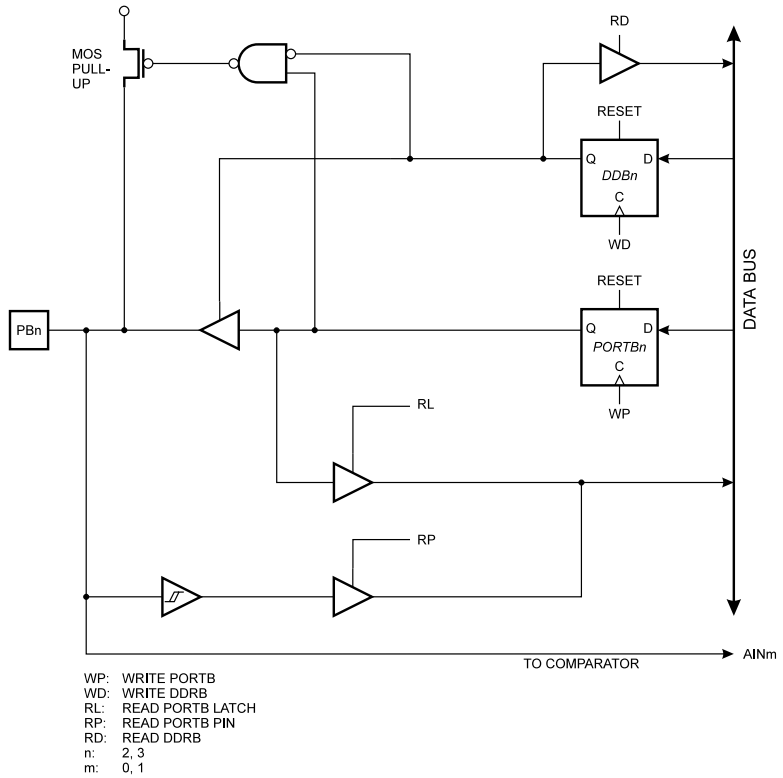 RD
MOS
PULL-
UP
RESET
Q D
DDBn
C
WD
DATA BUS
RESET
PBn
Q D
PORTBn
C
WP
RL
RP
TO COMPARATOR
AINm
WP: WRITE PORTB
WD: WRITE DDRB
RL: READ PORTB LATCH
RP: READ PORTB PIN
RD: READ DDRB
n: 2, 3
m: 0, 1